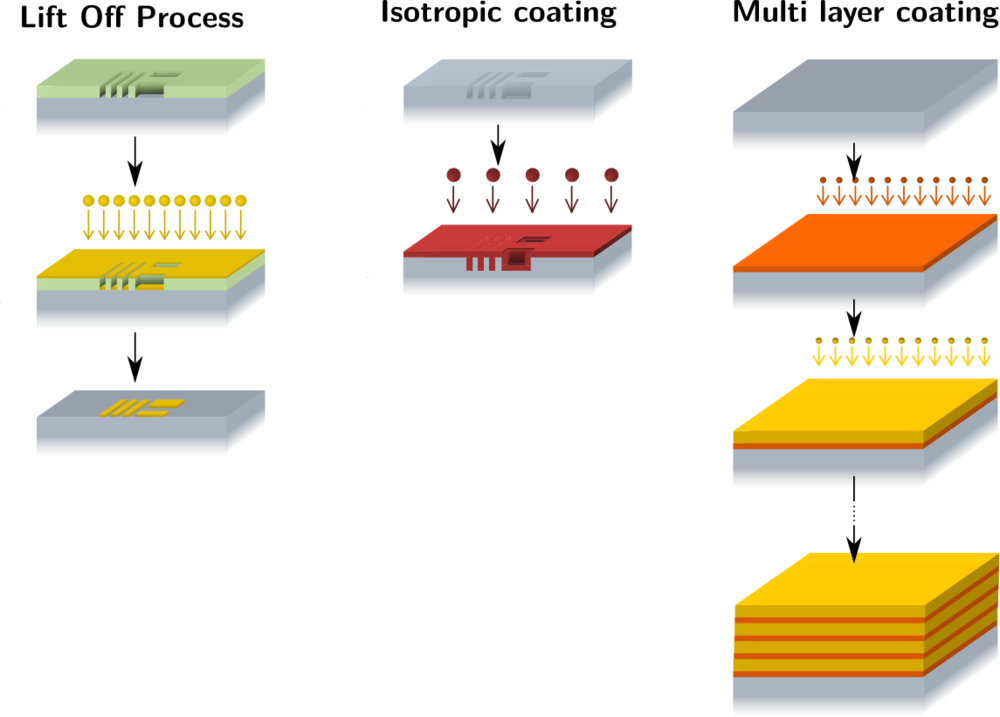 Lift Off Process
Isotropic coating
Multi layer coating